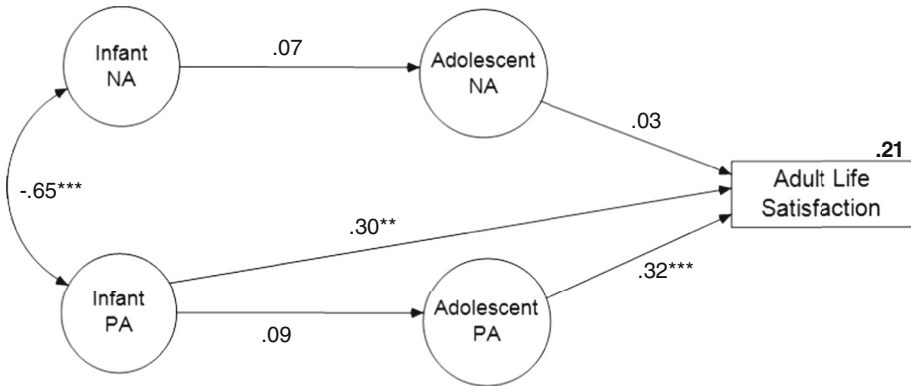 Infant
NA
.07
Adolescent
NA
.03
.21
Adult Life
Satisfaction
-.65***
.30**
.32***
Infant
PA
.09
Adolescent
PA